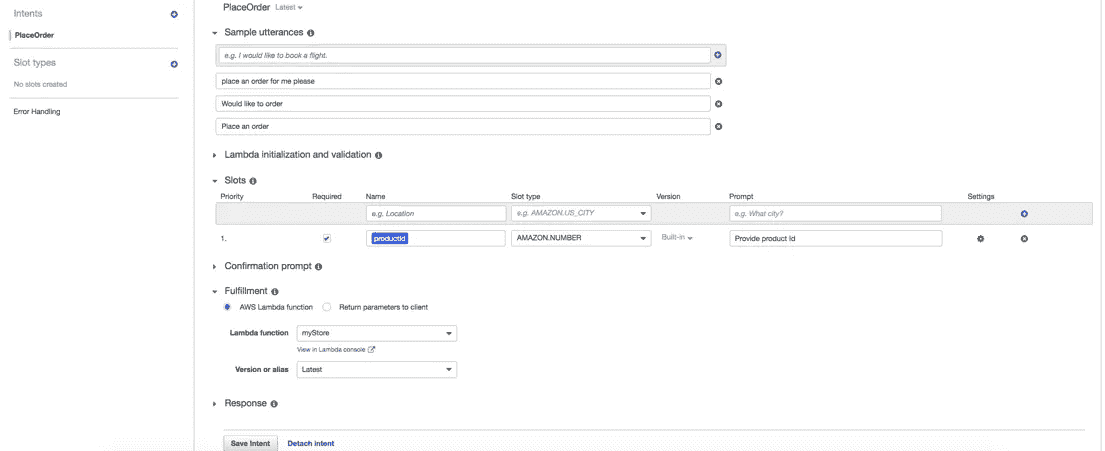 Intents
PlaceOrder
Slot types
No slots created
Error Handling
PlaceOrder Latest
Sample utterances
e.g. I would like to book a flight.
place an order for me please
Would like to order
Place an order
Lambda initialization and validation
Slots
Priority Required Name Slot type Version Prompt Settings
e.g. Location e.g. AMAZON.US_CITY e.g. What city?
1. productId AMAZON.NUMBER Built-in Provide product Id
Confirmation prompt
Fulfillment
AWS Lambda function Return parameters to client
Lambda function myStore
View in Lambda console
Version or alias Latest
Response
Save Intent Detach intent